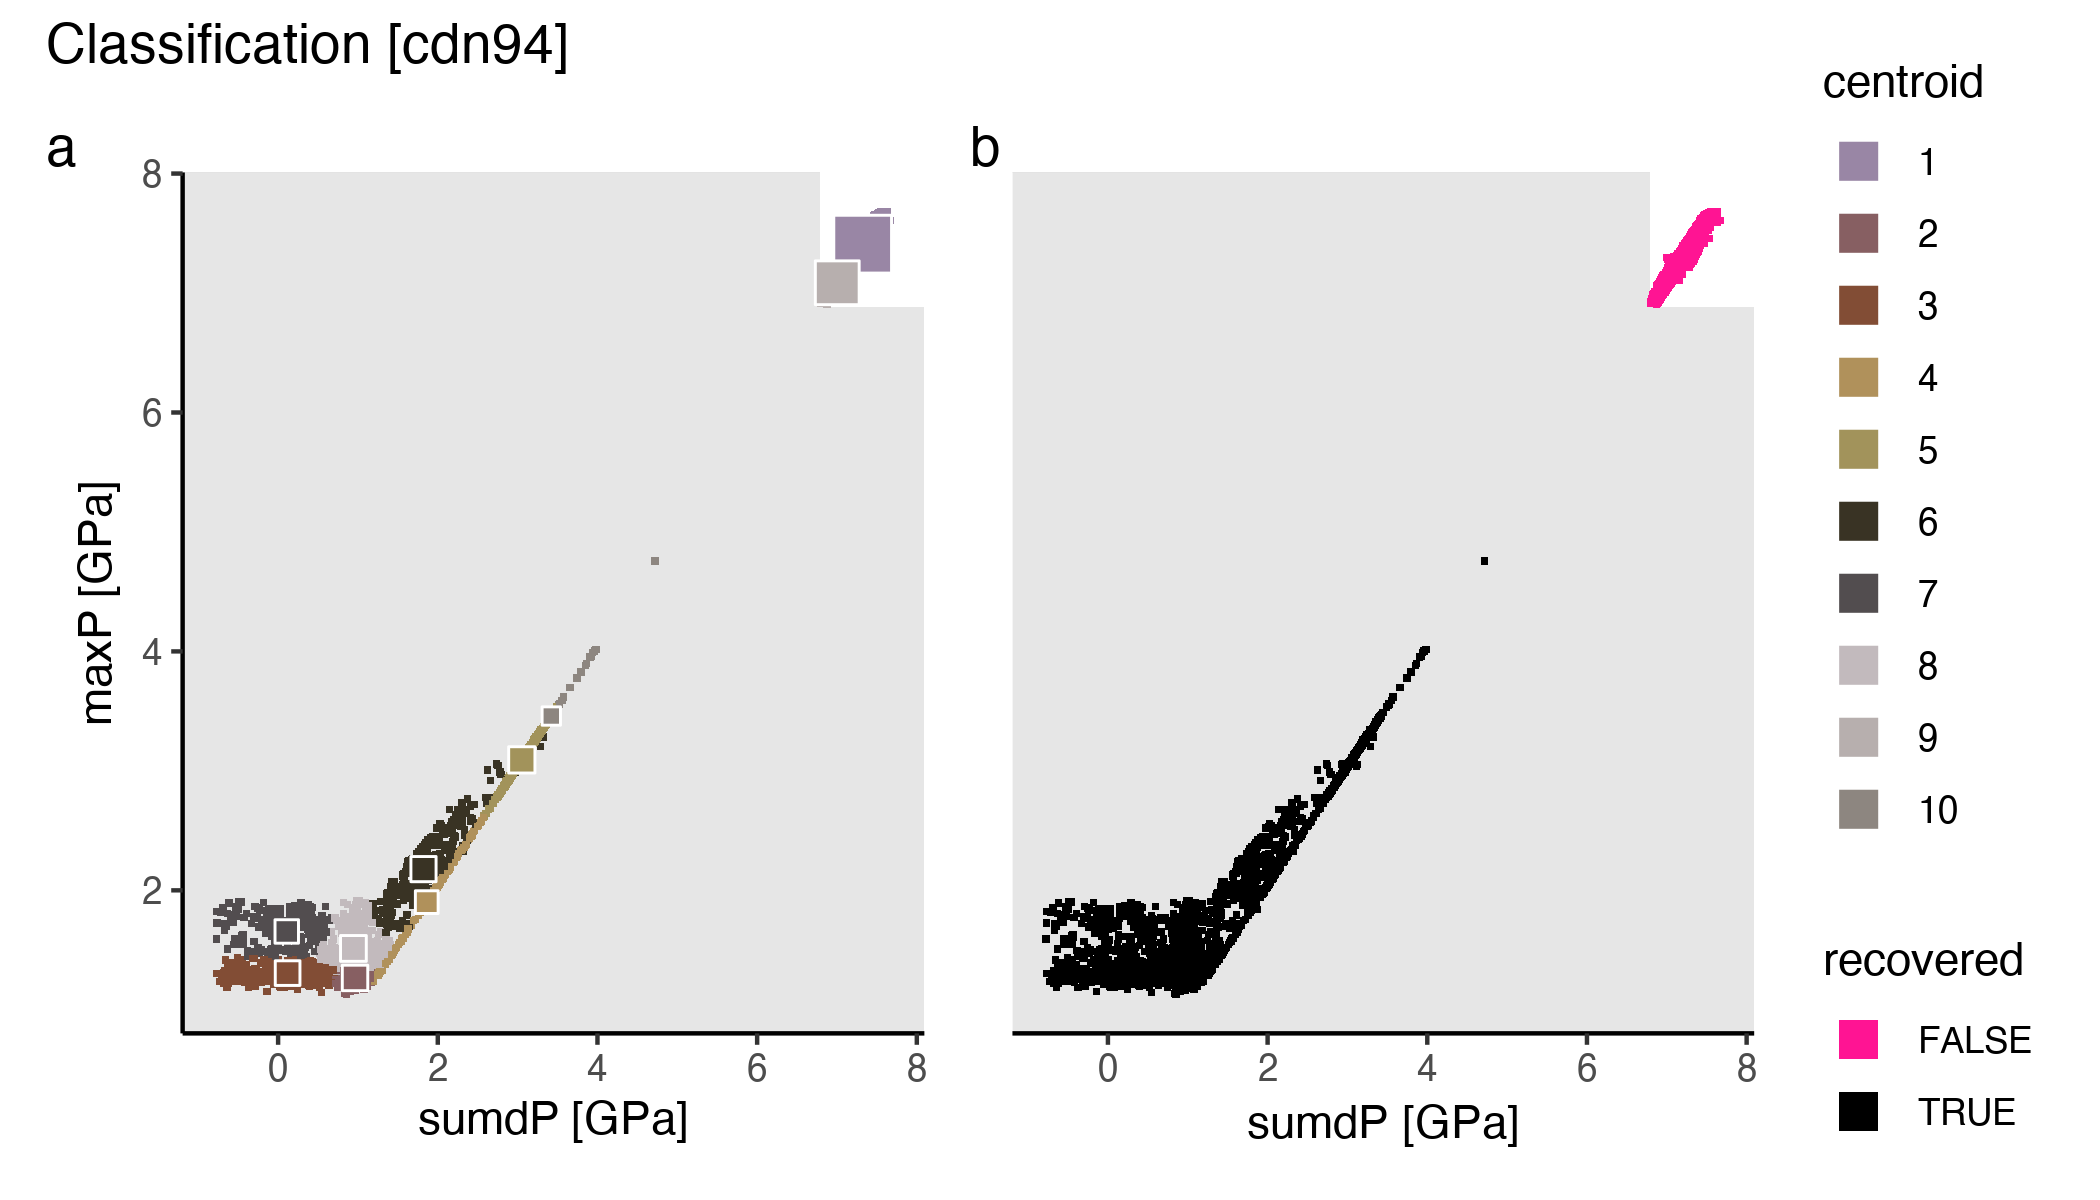 Classification [cdn94]
a
b
8
6
4
2
maxP [GPa]
0 2 4 6 8
sumdP [GPa]
0 2 4 6 8
sumdP [GPa]
centroid
1
2
3
4
5
6
7
8
9
10
recovered
FALSE
TRUE